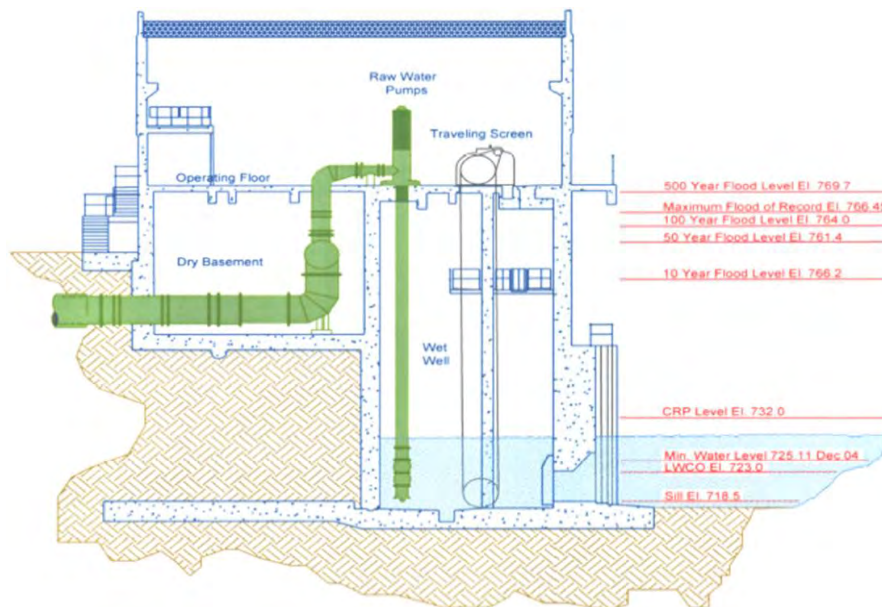 Raw Water
Pumps
Traveling Screen
Operating Floor
500 Year Flood Level El. 769.7
Maximum Flood of Record El. 766.45
100 Year Flood Level El. 764.0
50 Year Flood Level El. 761.4
Dry Basement
10 Year Flood Level El. 766.2
Wet
Well
CRP Level El. 732.0
Min. Water Level 725.11 Dec 04
LWCO El. 723.0
Sill El. 718.5